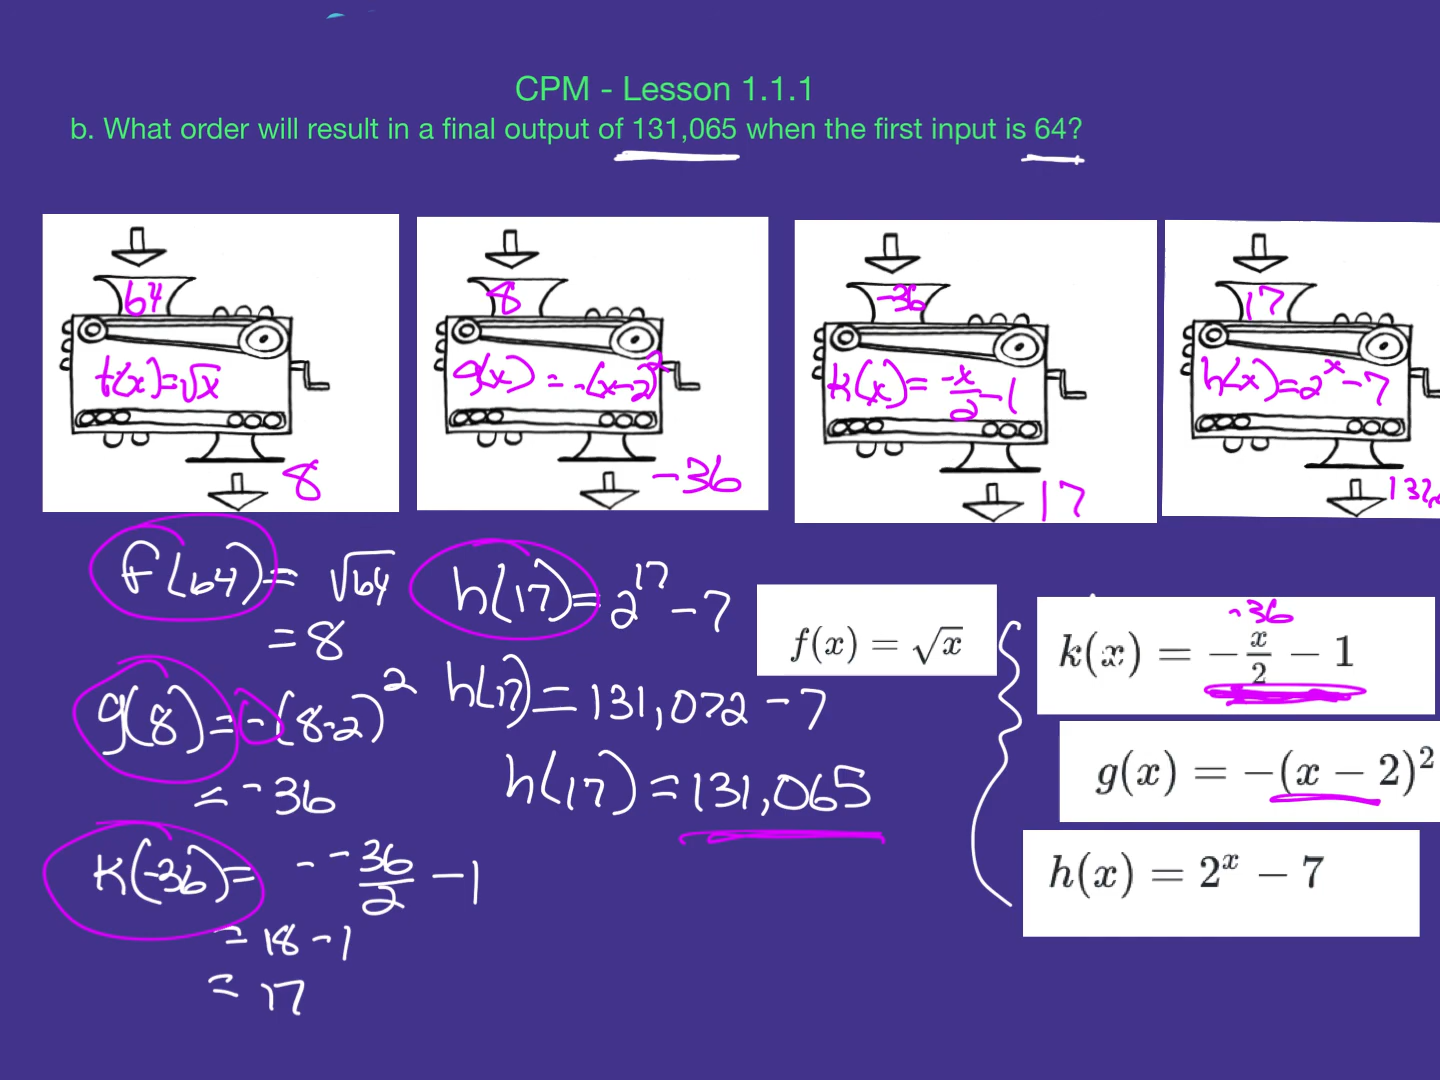 CPM - Lesson 1.1.1
b. What order will result in a final output of 131,065 when the first input is 64?
64
f(x)=√x
8
8
g(x) = -(x-2)²
-36
-36
k(x)= -x/2 -1
17
17
h(x)=2^x-7
f(64)= √64
= 8
g(8)= -(8-2)²
= -36
k(-36)= - -36/2 -1
= 18-1
= 17
h(17)= 2^17 -7
h(17)= 131,072 -7
h(17) = 131,065
f(x) = √x
-36
k(x) = -x/2 - 1
g(x) = -(x - 2)²
h(x) = 2^x - 7